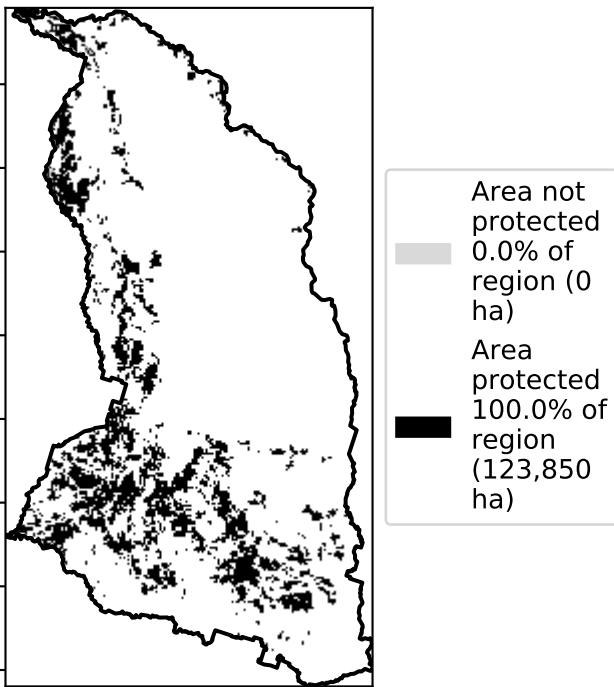 Area not
protected
0.0% of
region (0
ha)
Area
protected
100.0% of
region
(123,850
ha)